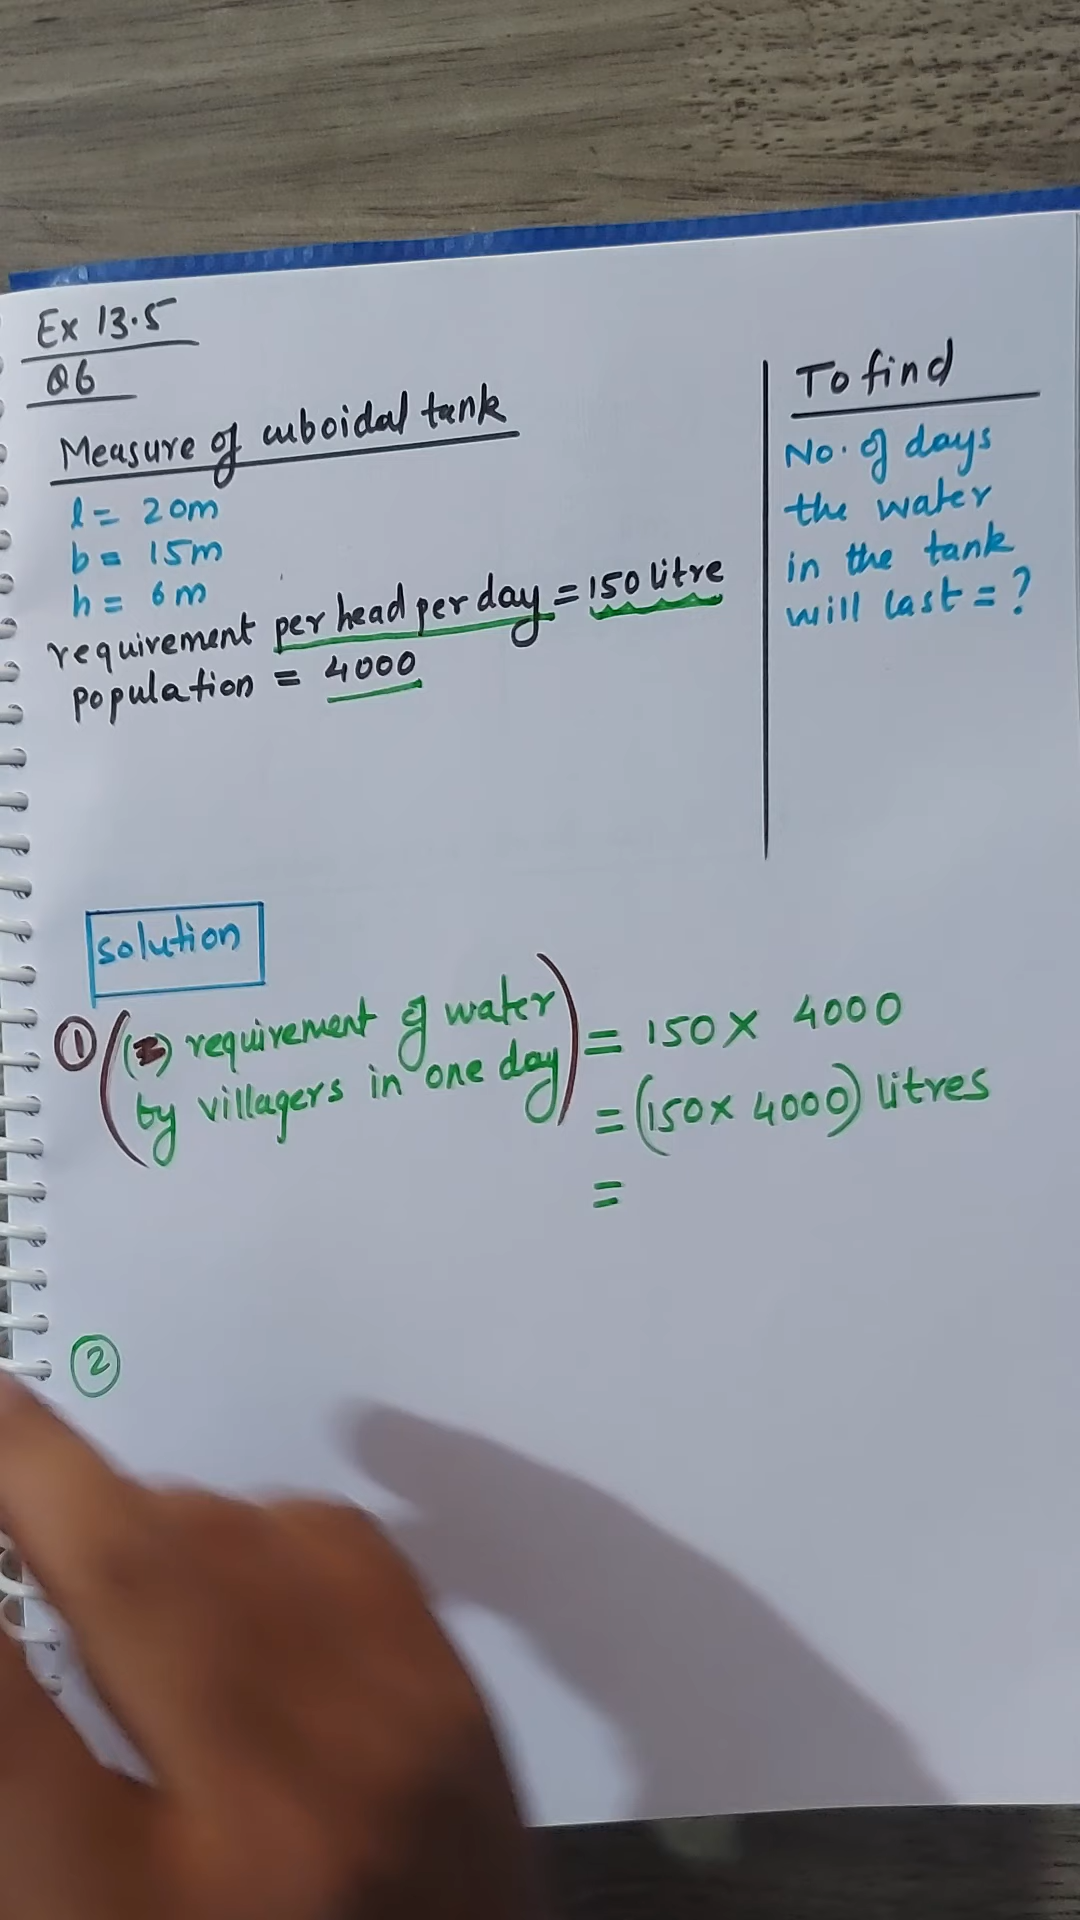 Ex 13.5
Q6
Measure of cuboidal tank
l = 20m
b = 15m
h = 6m
requirement per head per day = 150 litre
population = 4000
To find
No. of days
the water
in the tank
will last = ?
solution
① requirement of water = 150 × 4000
by villagers in one day = (150 × 4000) litres
=
②